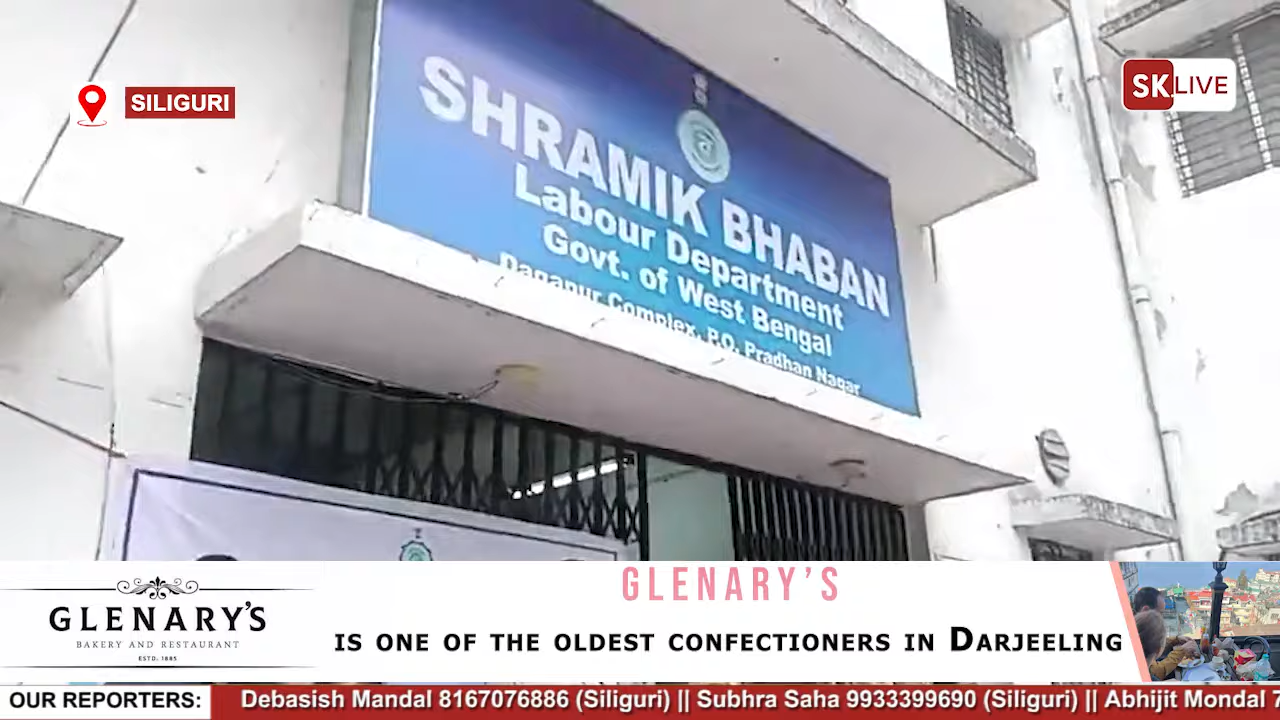 SILIGURI
SK LIVE
SHRAMIK BHABAN
Labour Department
Govt. of West Bengal
Dagapur Complex, P.O. Pradhan Nagar
GLENARY'S
BAKERY AND RESTAURANT
ESTD. 1885
GLENARY'S
IS ONE OF THE OLDEST CONFECTIONERS IN DARJEELING
OUR REPORTERS: Debasish Mandal 8167076886 (Siliguri) || Subhra Saha 9933399690 (Siliguri) || Abhijit Mondal 7